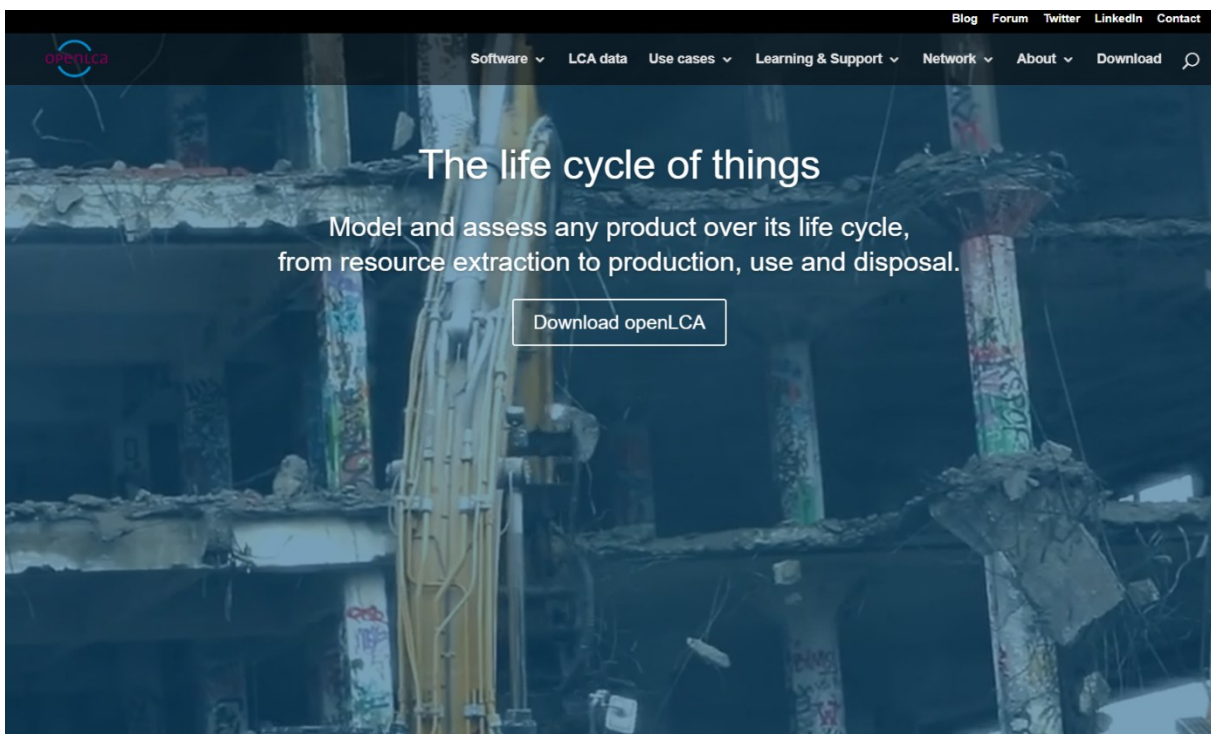 Blog Forum Twitter LinkedIn Contact
openLca
Software LCA data Use cases Learning & Support Network About Download
The life cycle of things
Model and assess any product over its life cycle,
from resource extraction to production, use and disposal.
Download openLCA